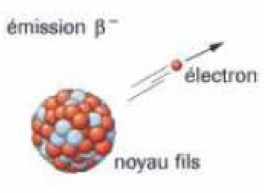 émission β⁻
électron
noyau fils